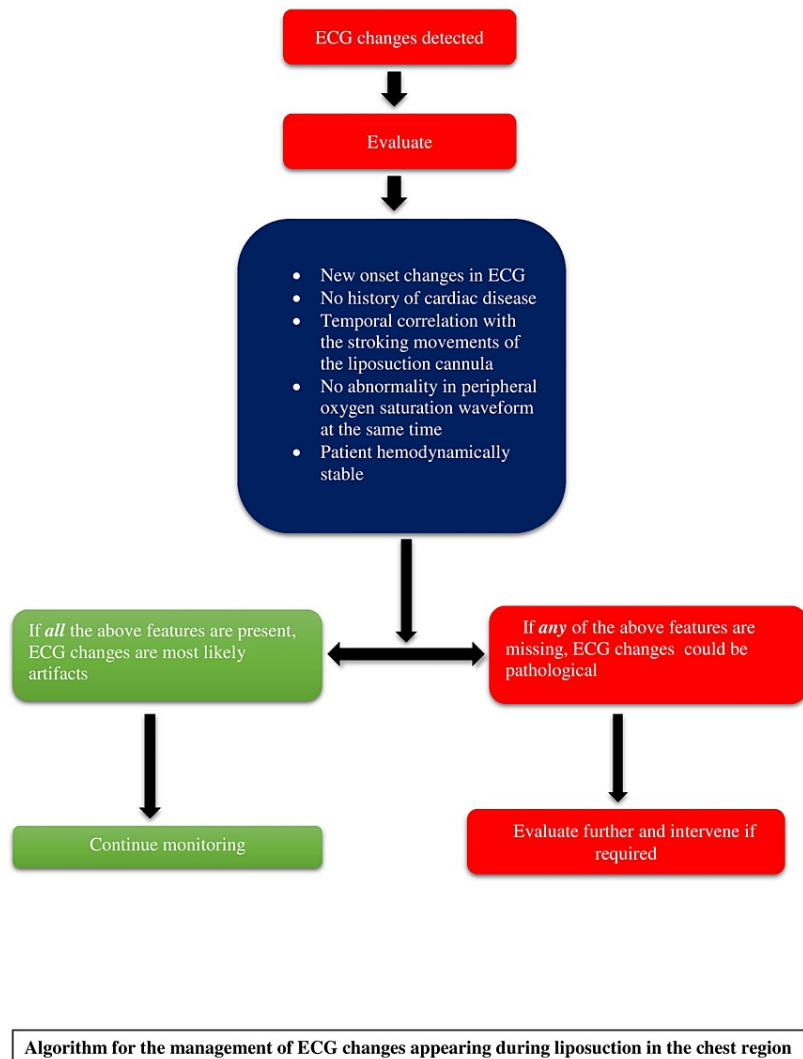 ECG changes detected
Evaluate
• New onset changes in ECG
• No history of cardiac disease
• Temporal correlation with
the stroking movements of
the liposuction cannula
• No abnormality in peripheral
oxygen saturation waveform
at the same time
• Patient hemodynamically
stable
If all the above features are present,
ECG changes are most likely
artifacts
If any of the above features are
missing, ECG changes could be
pathological
Continue monitoring
Evaluate further and intervene if
required
Algorithm for the management of ECG changes appearing during liposuction in the chest region